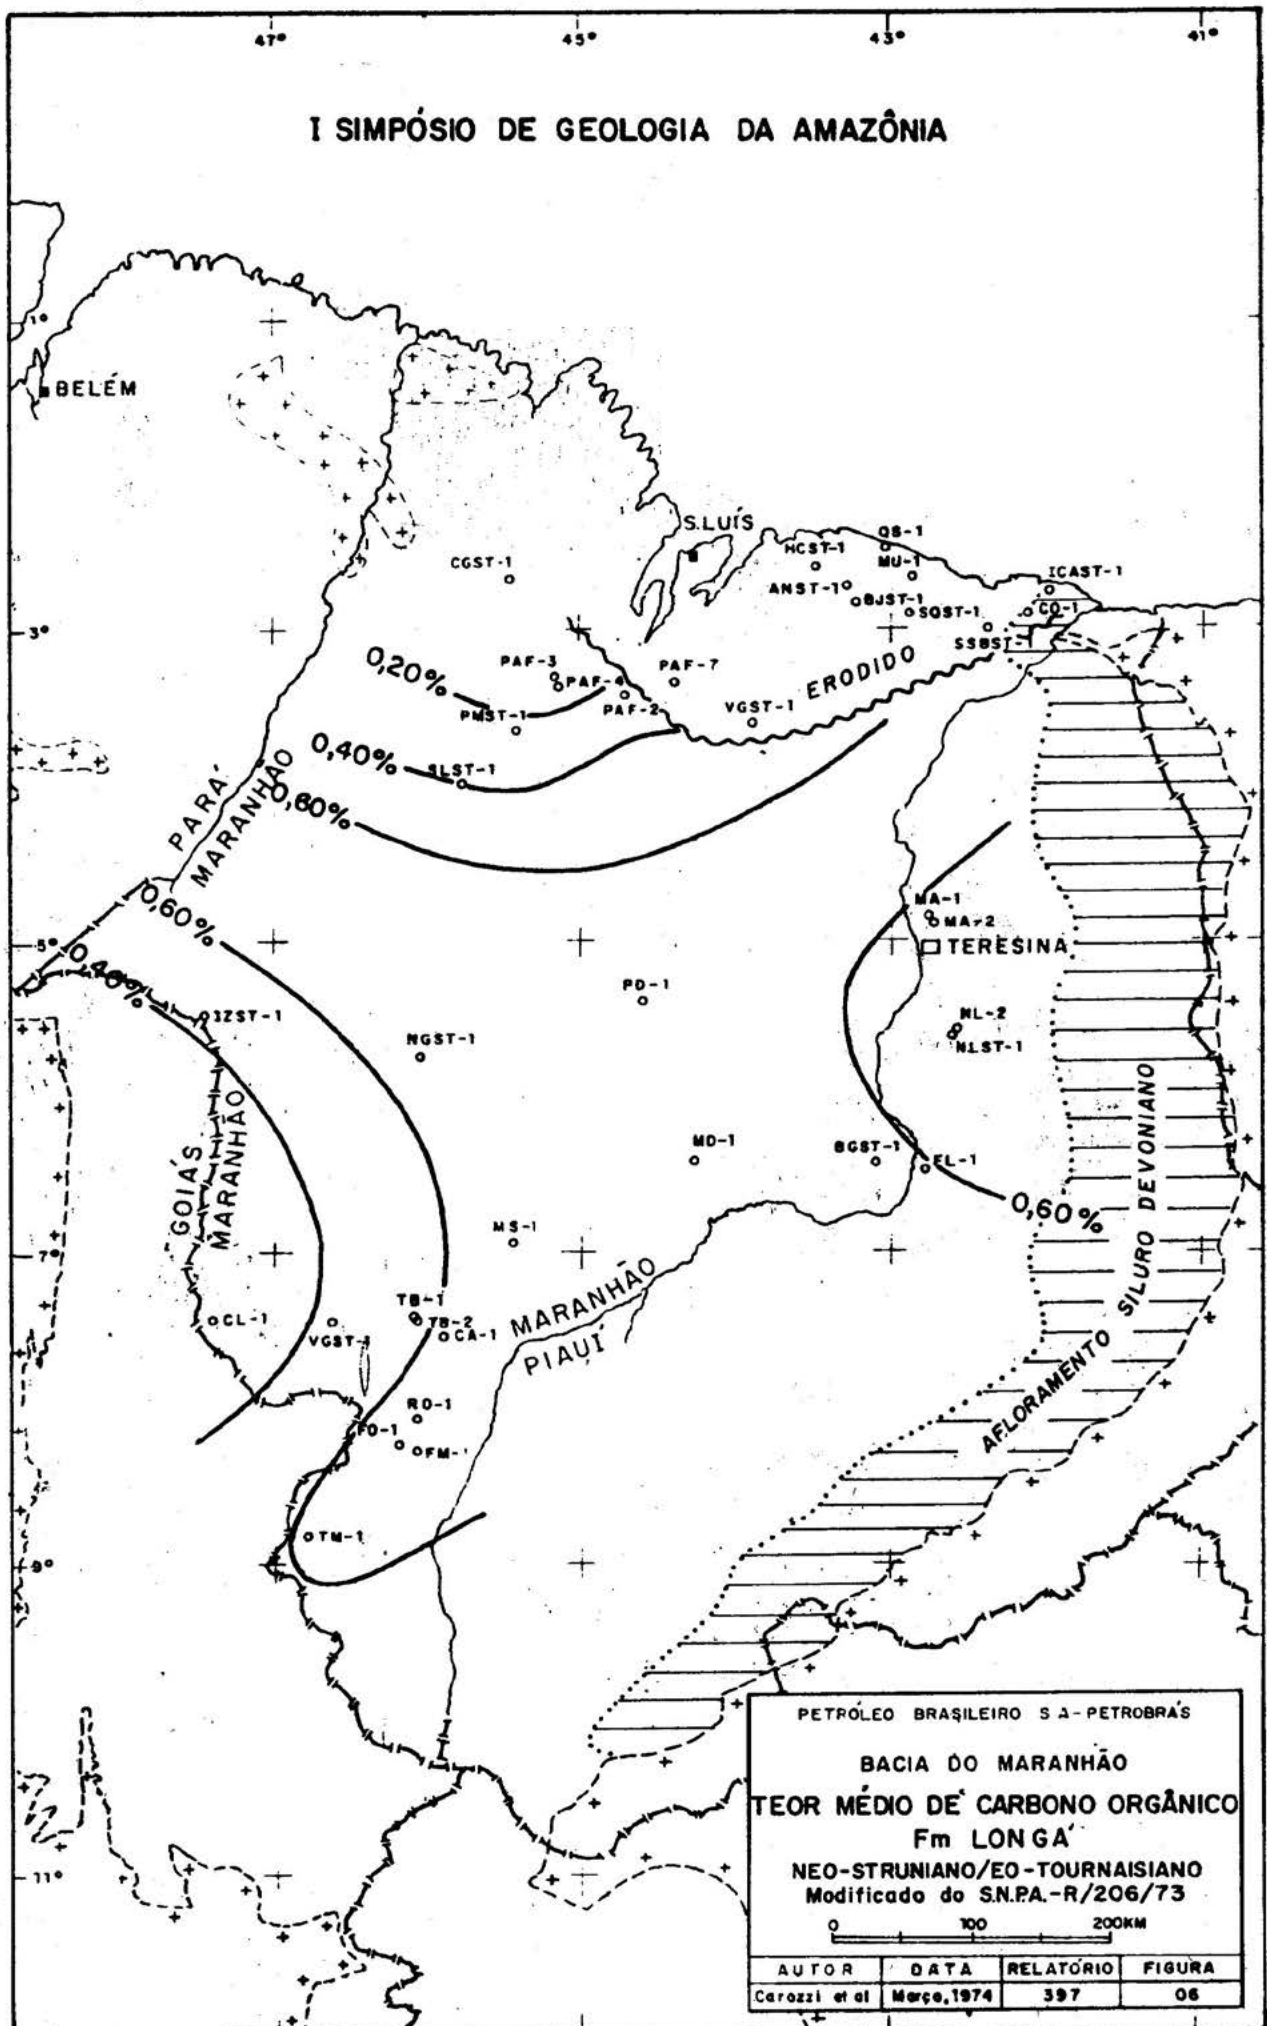 47° 45° 43° 41°
I SIMPÓSIO DE GEOLOGIA DA AMAZÔNIA
1°
BELÉM
S.LUÍS
QS-1
HCST-1
MU-1
CGST-1
ICAST-1
ANST-1
BJST-1
SQST-1
CO-1
3°
SSBST-1
PAF-3
PAF-7
0,20%
PAF-4
ERODIDO
PAF-2
PMST-1
VGST-1
0,40%
SLST-1
0,60%
PARÁ
MARANHÃO
0,60%
MA-1
MA-2
5°
TERESINA
0,40%
PD-1
IZST-1
NL-2
NGST-1
NLST-1
GOIÁS
MARANHÃO
MD-1
BGST-1
FL-1
0,60%
MS-1
7°
MARANHÃO
PIAUÍ
AFLORAMENTO SILURO DEVONIANO
TB-1
CL-1
TB-2
VGST-1
CA-1
RD-1
FO-1
FM-1
TM-1
9°
11°
PETRÓLEO BRASILEIRO S A-PETROBRÁS
BACIA DO MARANHÃO
TEOR MÉDIO DE CARBONO ORGÂNICO
Fm LONGÁ
NEO-STRUNIANO/EO-TOURNAISIANO
Modificado do S.N.P.A.-R/206/73
0 100 200KM
AUTOR DATA RELATÓRIO FIGURA
Carozzi et al Março,1974 397 06